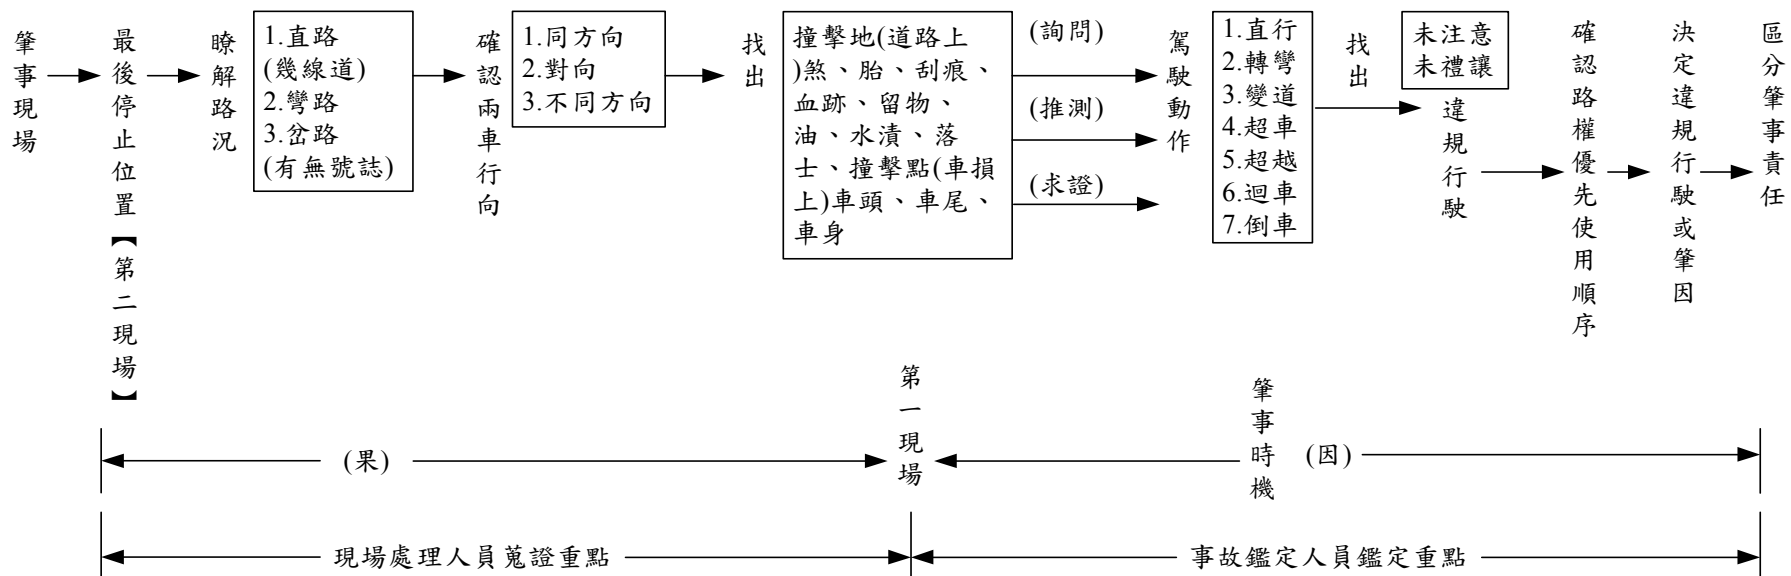 肇事現場
最後停止位置【第二現場】
瞭解路況
1.直路
(幾線道)
2.彎路
3.岔路
(有無號誌)
確認兩車行向
1.同方向
2.對向
3.不同方向
找出
撞擊地(道路上
)煞、胎、刮痕、
血跡、留物、
油、水漬、落
士、撞擊點(車損
上)車頭、車尾、
車身
(詢問)
(推測)
(求證)
駕駛動作
1.直行
2.轉彎
3.變道
4.超車
5.超越
6.迴車
7.倒車
找出
未注意
未禮讓
違規行駛
確認路權優先使用順序
決定違規行駛或肇因
區分肇事責任
(果)
第一現場
肇事時機
(因)
現場處理人員蒐證重點
事故鑑定人員鑑定重點